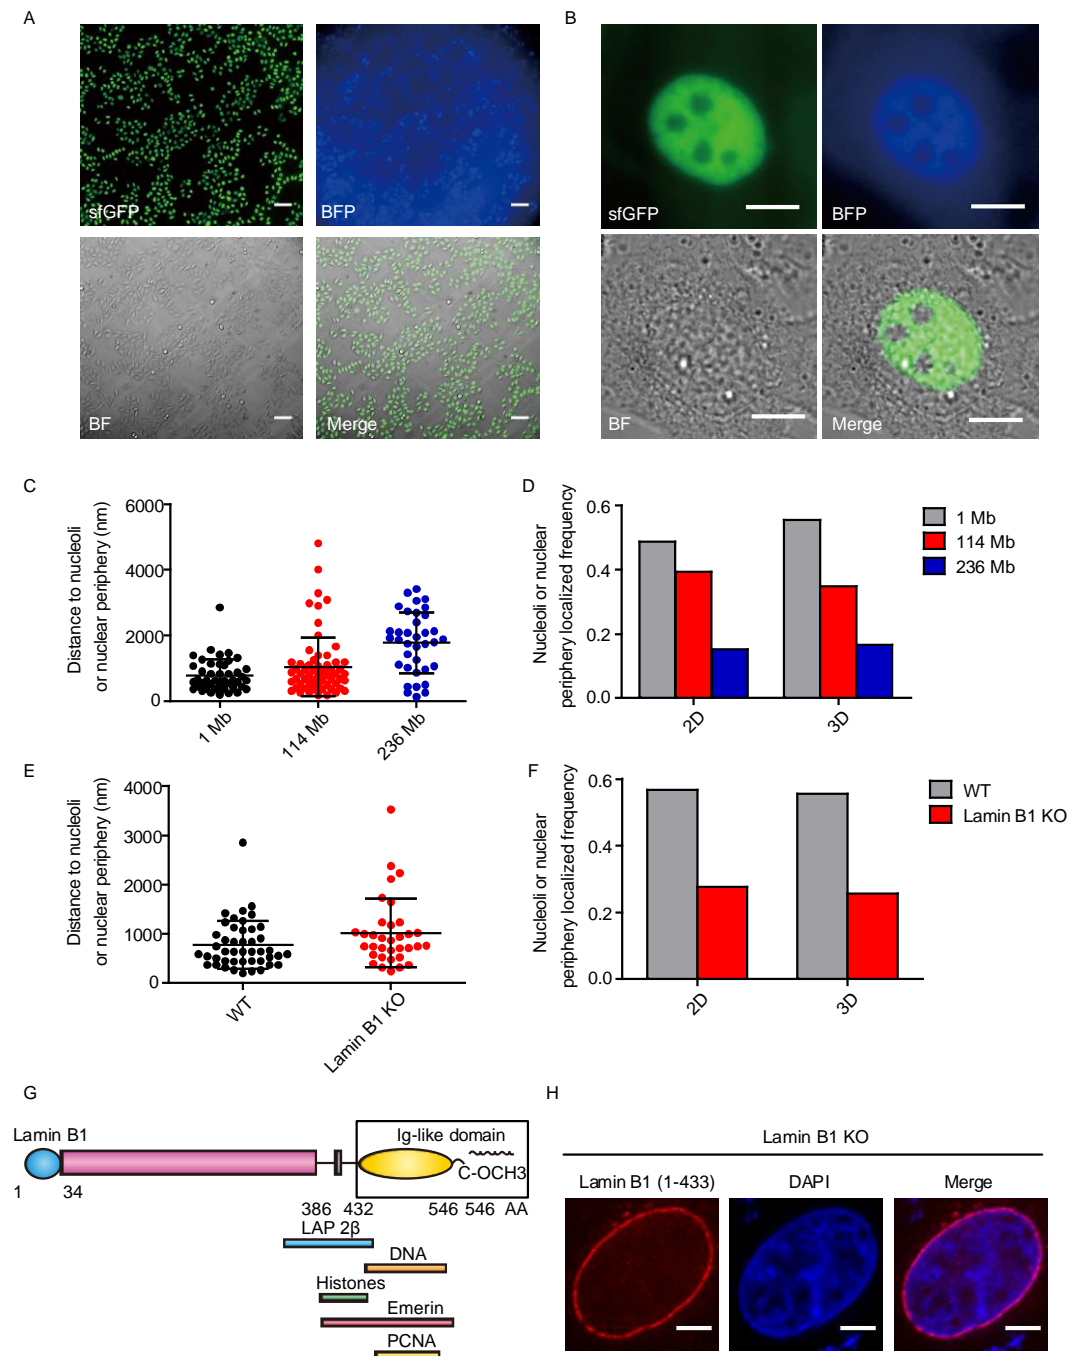 A
B
sfGFP
BFP
BF
Merge
sfGFP
BFP
BF
Merge
C
Distance to nucleoli
or nuclear periphery (nm)
6000
4000
2000
0
1 Mb
114 Mb
236 Mb
D
Nucleoli or nuclear
periphery localized frequency
0.6
0.4
0.2
0.0
2D
3D
1 Mb
114 Mb
236 Mb
E
Distance to nucleoli
or nuclear periphery (nm)
4000
3000
2000
1000
0
WT
Lamin B1 KO
F
Nucleoli or nuclear
periphery localized frequency
0.6
0.4
0.2
0.0
2D
3D
WT
Lamin B1 KO
G
Lamin B1
Ig-like domain
C-OCH3
1
34
386
432
546
546
AA
LAP 2β
DNA
Histones
Emerin
PCNA
H
Lamin B1 KO
Lamin B1 (1-433)
DAPI
Merge